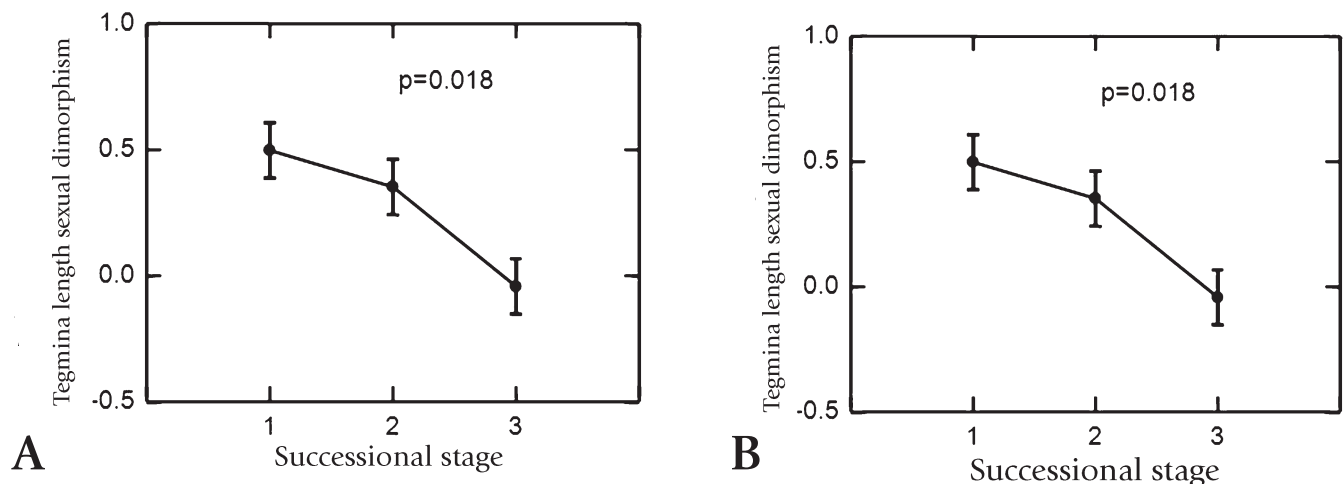 1.0
0.5
0.0
-0.5
Tegmina length sexual dimorphism
p=0.018
1
2
3
Successional stage
A
1.0
0.5
0.0
-0.5
Tegmina length sexual dimorphism
p=0.018
1
2
3
Successional stage
B